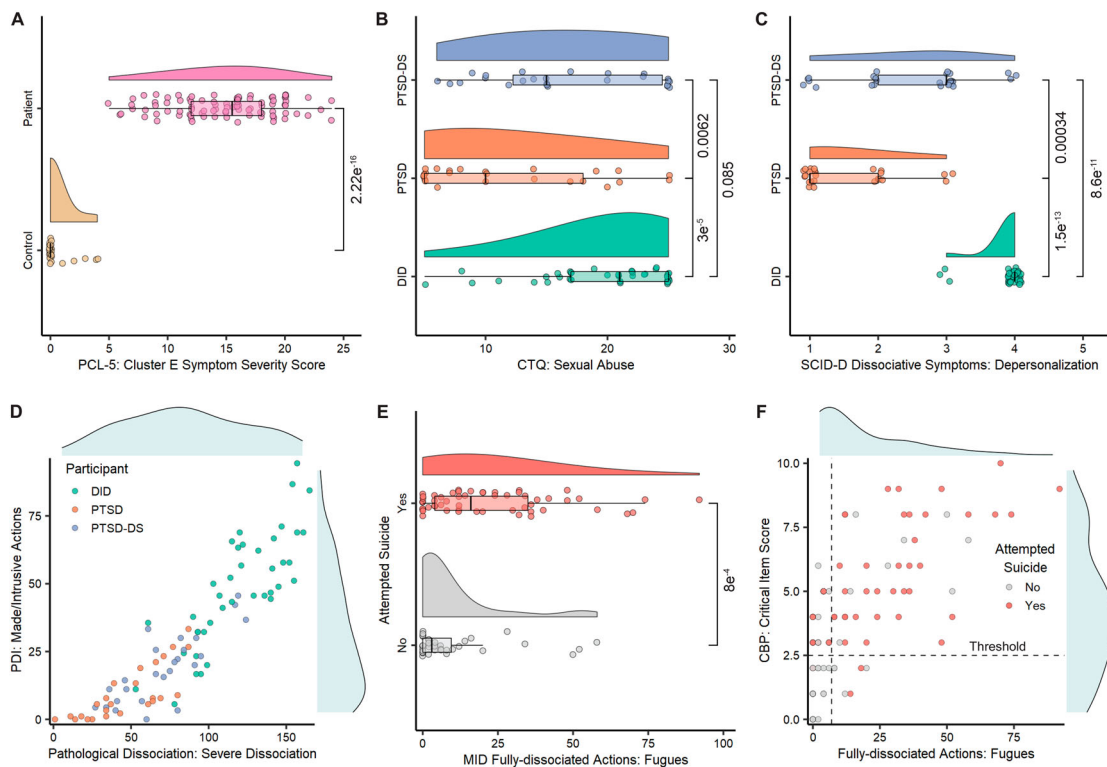 A
Patient
Control
2.22e⁻¹⁶
0
5
10
15
20
25
PCL-5: Cluster E Symptom Severity Score
B
PTSD-DS
PTSD
DID
0.0062
3e⁻⁵
0.085
10
20
30
CTQ: Sexual Abuse
C
PTSD-DS
PTSD
DID
0.00034
1.5e⁻¹³
8.6e⁻¹¹
1
2
3
4
5
SCID-D Dissociative Symptoms: Depersonalization
D
Participant
DID
PTSD
PTSD-DS
PDI: Made/Intrusive Actions
75
50
25
0
0
50
100
150
Pathological Dissociation: Severe Dissociation
E
Attempted Suicide
Yes
No
8e⁻⁴
0
25
50
75
100
MID Fully-dissociated Actions: Fugues
F
CBP: Critical Item Score
10.0
7.5
5.0
2.5
0.0
Attempted
Suicide
No
Yes
Threshold
0
25
50
75
Fully-dissociated Actions: Fugues